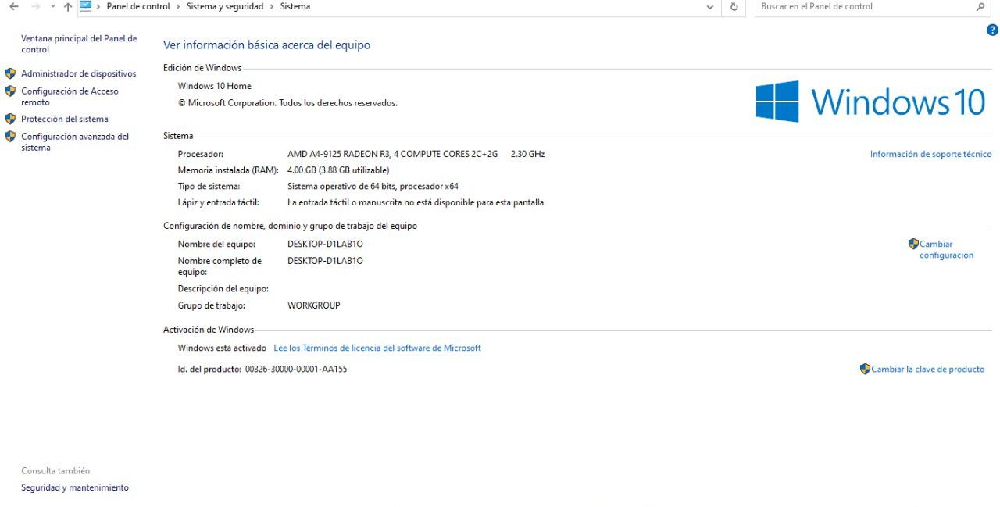 Panel de control > Sistema y seguridad > Sistema
Buscar en el Panel de control
Ventana principal del Panel de
control
Administrador de dispositivos
Configuración de Acceso
remoto
Protección del sistema
Configuración avanzada del
sistema
Ver información básica acerca del equipo
Edición de Windows
Windows 10 Home
© Microsoft Corporation. Todos los derechos reservados.
Windows 10
Sistema
Procesador: AMD A4-9125 RADEON R3, 4 COMPUTE CORES 2C+2G 2.30 GHz
Información de soporte técnico
Memoria instalada (RAM): 4.00 GB (3.88 GB utilizable)
Tipo de sistema: Sistema operativo de 64 bits, procesador x64
Lápiz y entrada táctil: La entrada táctil o manuscrita no está disponible para esta pantalla
Configuración de nombre, dominio y grupo de trabajo del equipo
Nombre del equipo: DESKTOP-D1LAB1O
Cambiar
configuración
Nombre completo de
equipo: DESKTOP-D1LAB1O
Descripción del equipo:
Grupo de trabajo: WORKGROUP
Activación de Windows
Windows está activado Lee los Términos de licencia del software de Microsoft
Id. del producto: 00326-30000-00001-AA155
Cambiar la clave de producto
Consulta también
Seguridad y mantenimiento